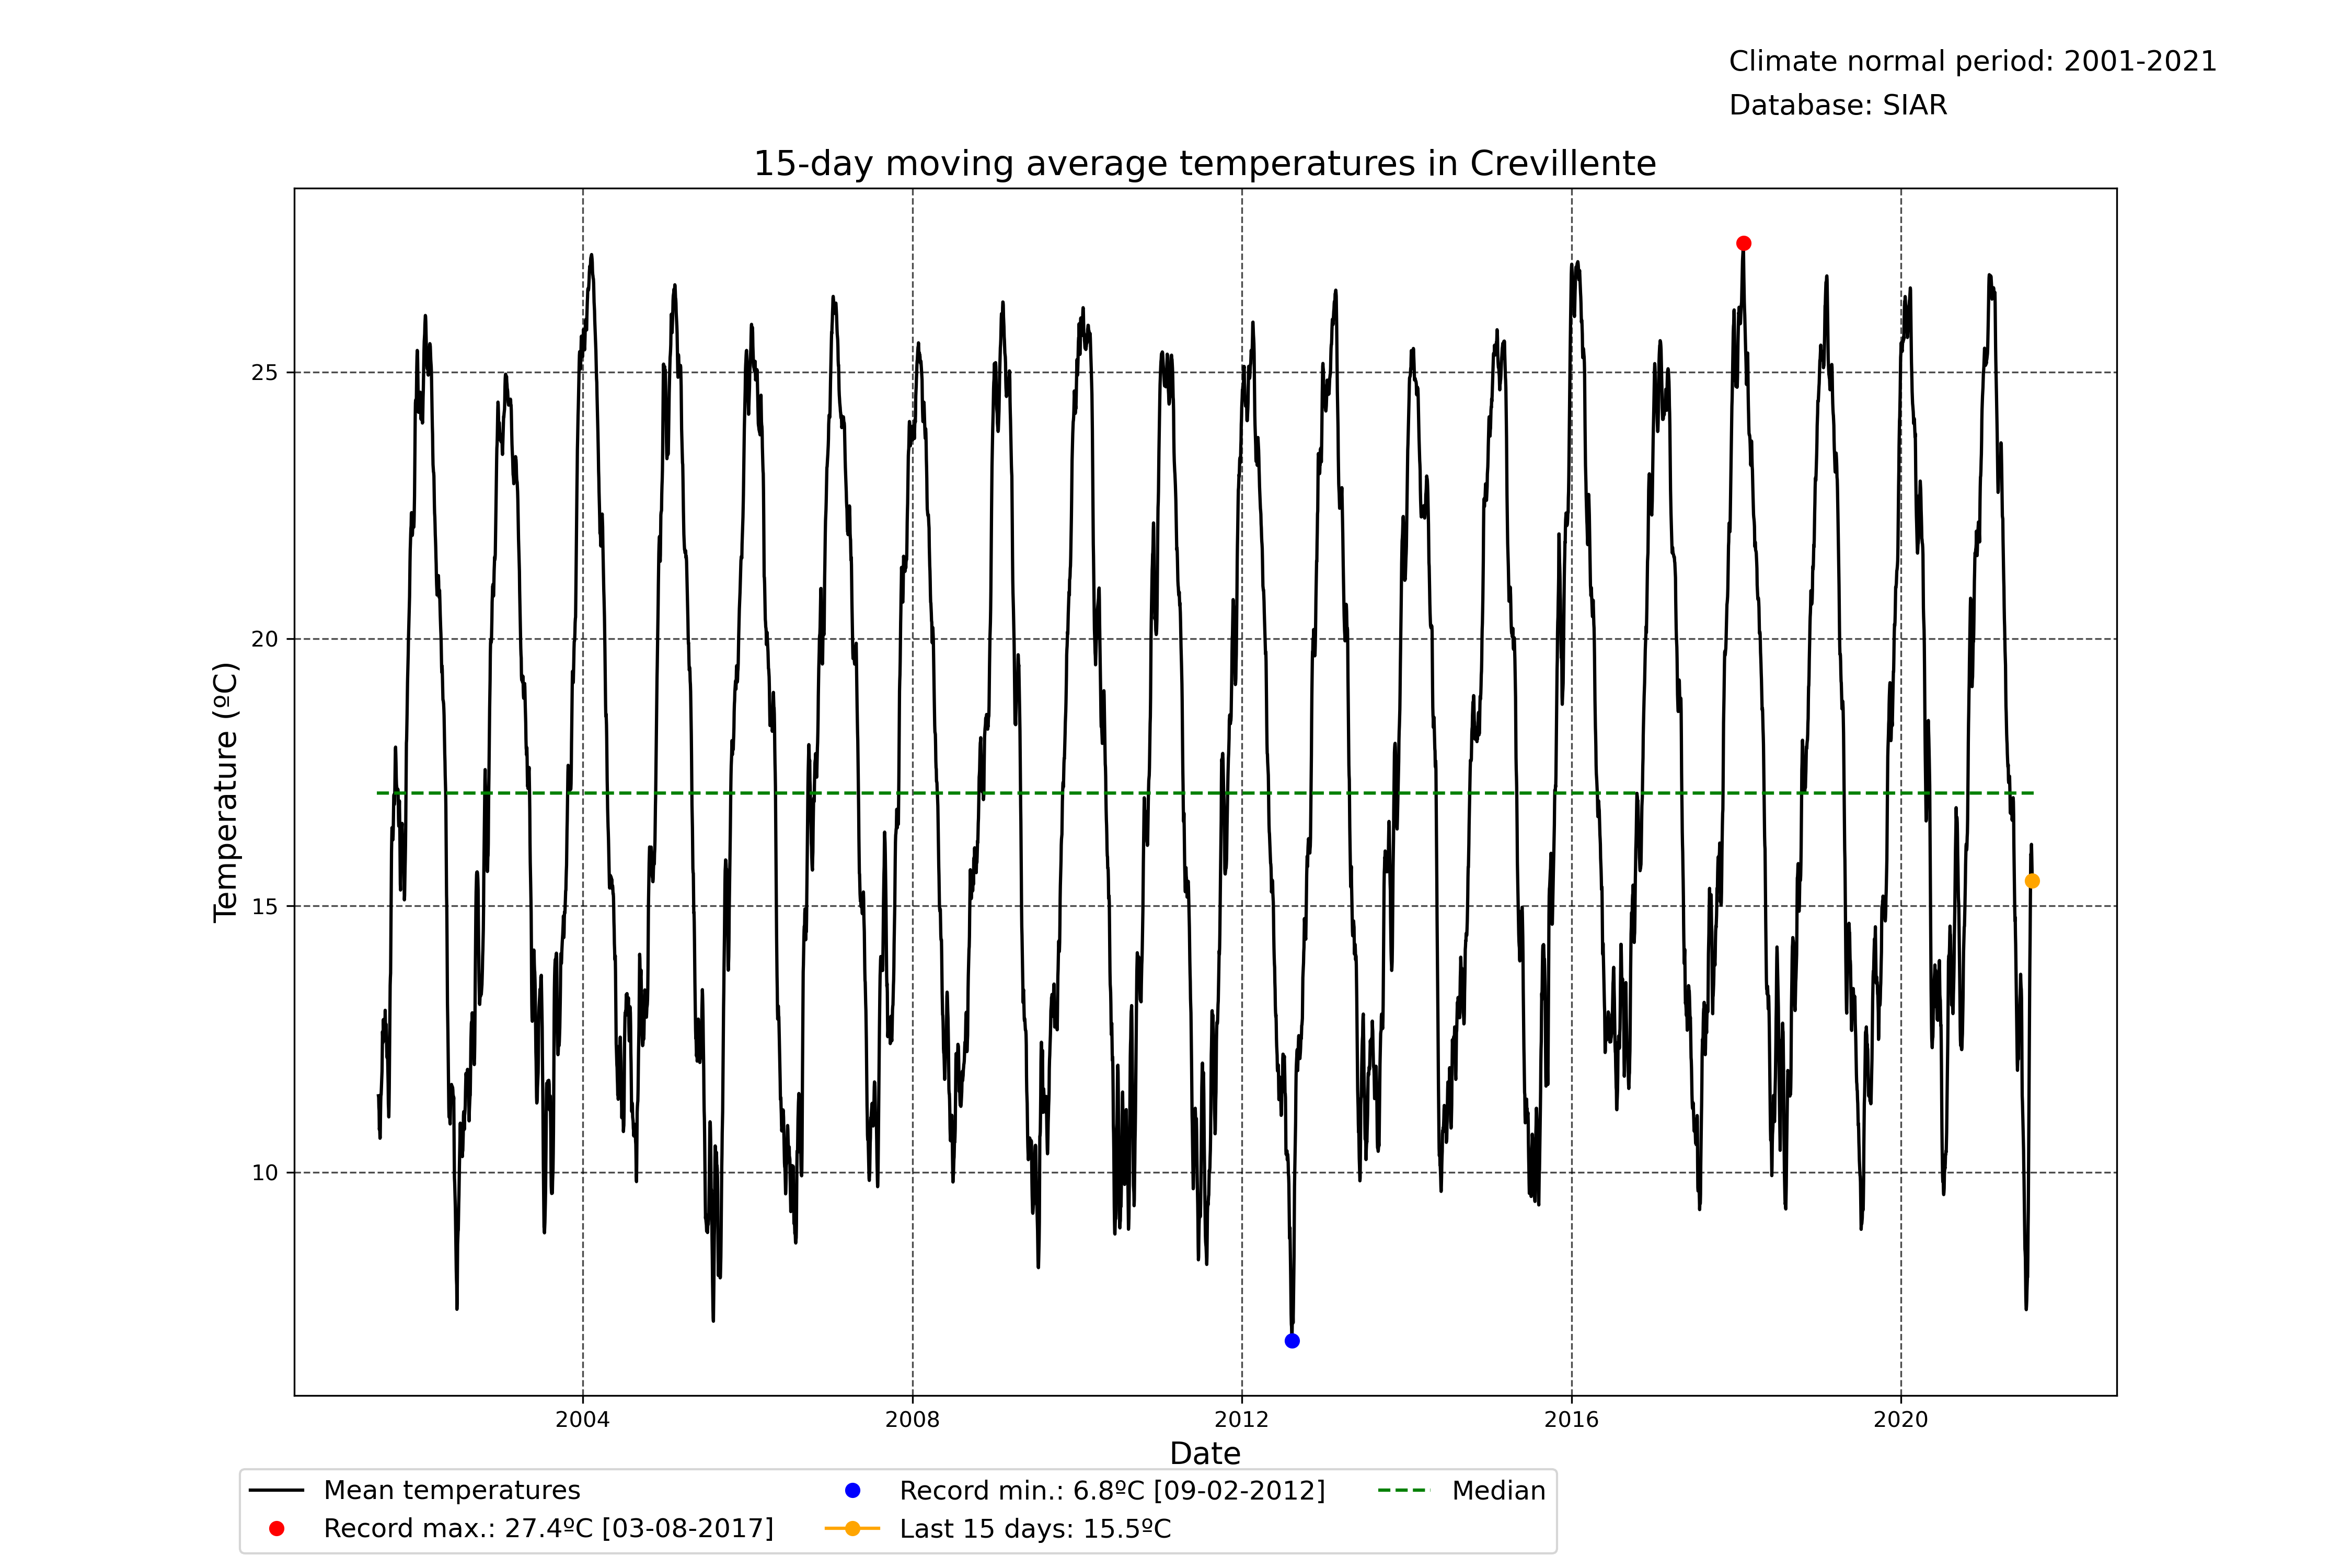 Climate normal period: 2001-2021
Database: SIAR
15-day moving average temperatures in Crevillente
25
20
15
10
Temperature (ºC)
2004
2008
2012
2016
2020
Date
Mean temperatures
Record max.: 27.4ºC [03-08-2017]
Record min.: 6.8ºC [09-02-2012]
Last 15 days: 15.5ºC
Median